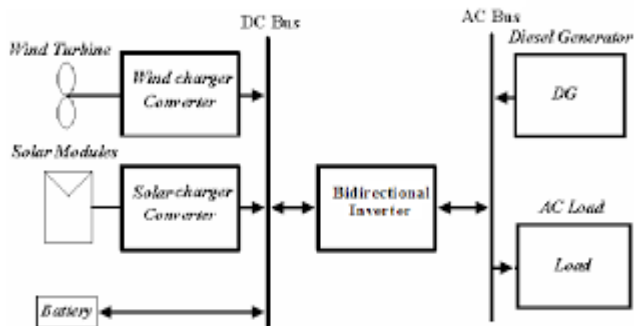 DC Bus
AC Bus
Wind Turbine
Wind charger
Converter
Diesel Generator
DG
Solar Modules
Solar charger
Converter
Bidirectional
Inverter
AC Load
Load
Battery